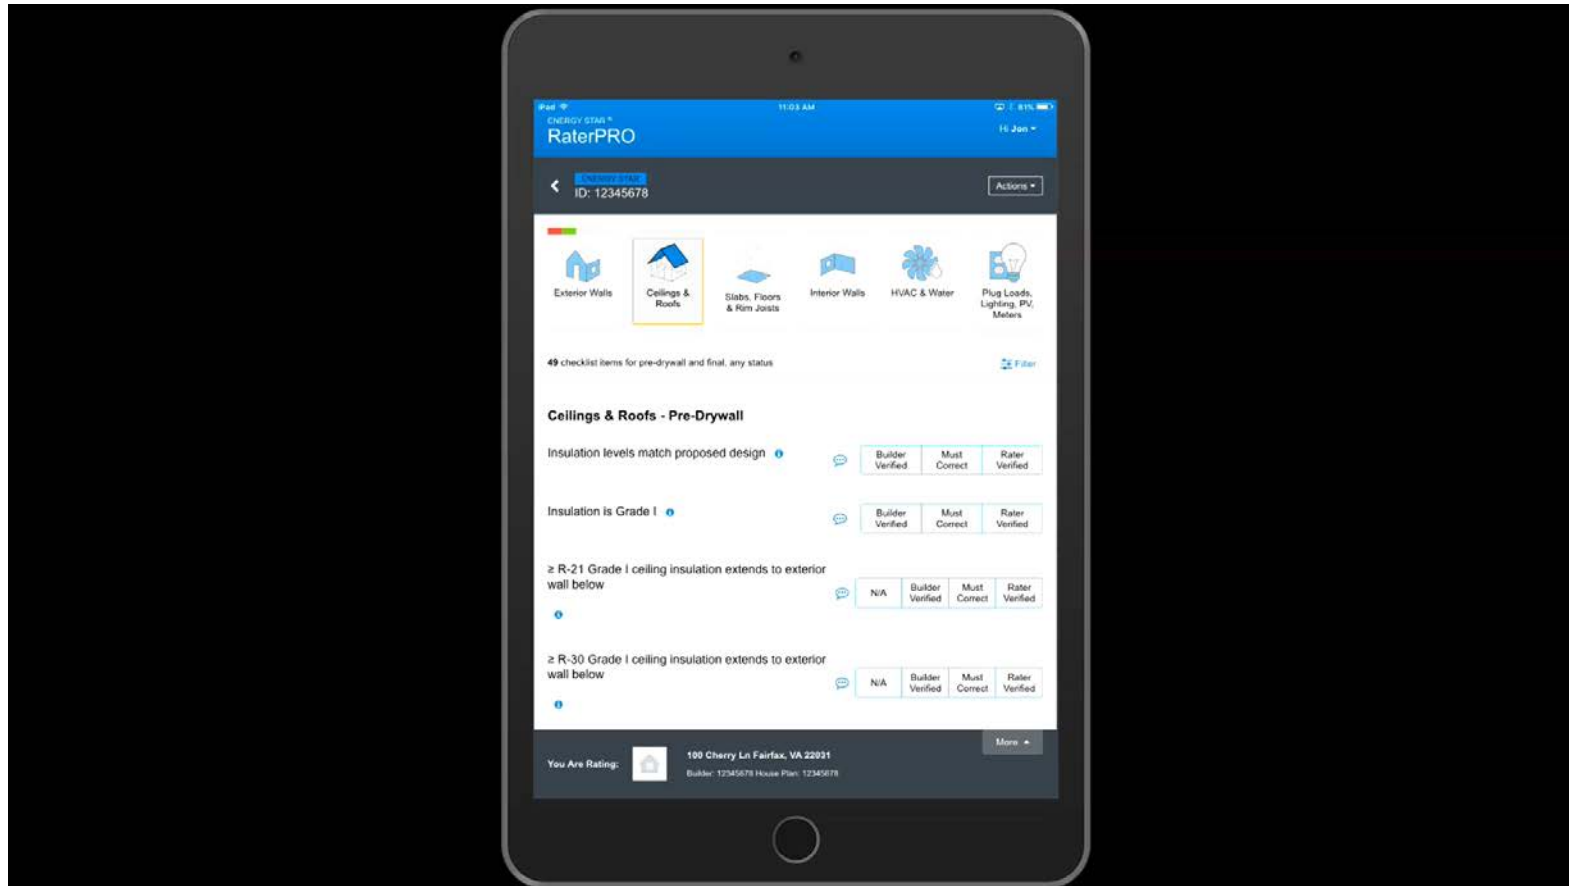 iPad
11:03 AM
81%
ENERGY STAR ®
RaterPRO
Hi Jon
ENERGY STAR
ID: 12345678
Actions
Exterior Walls
Ceilings &
Roofs
Slabs, Floors
& Rim Joists
Interior Walls
HVAC & Water
Plug Loads,
Lighting, PV,
Meters
49 checklist items for pre-drywall and final, any status
Filter
Ceilings & Roofs - Pre-Drywall
Insulation levels match proposed design
Builder
Verified
Must
Correct
Rater
Verified
Insulation is Grade I
Builder
Verified
Must
Correct
Rater
Verified
≥ R-21 Grade I ceiling insulation extends to exterior
wall below
N/A
Builder
Verified
Must
Correct
Rater
Verified
≥ R-30 Grade I ceiling insulation extends to exterior
wall below
N/A
Builder
Verified
Must
Correct
Rater
Verified
More
You Are Rating:
100 Cherry Ln Fairfax, VA 22031
Builder: 12345678 House Plan: 12345678